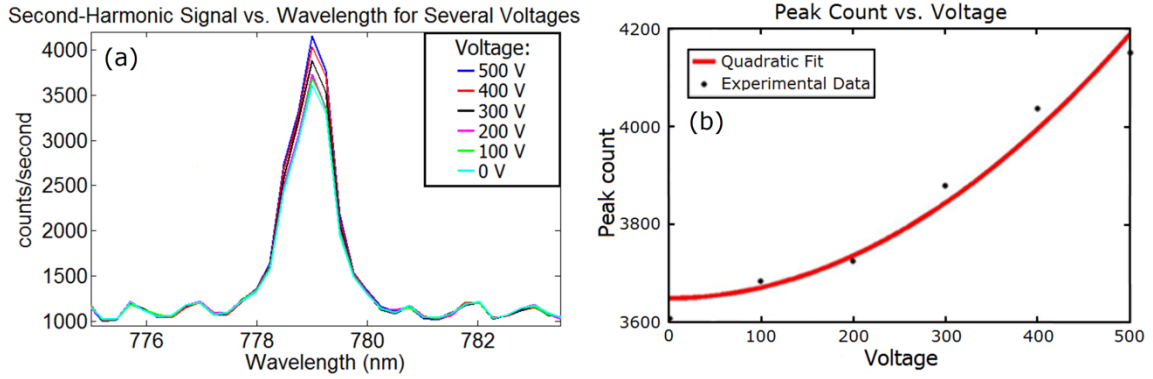 Second-Harmonic Signal vs. Wavelength for Several Voltages
(a)
Voltage:
500 V
400 V
300 V
200 V
100 V
0 V
4000
3500
3000
2500
2000
1500
1000
counts/second
776
778
780
782
Wavelength (nm)
Peak Count vs. Voltage
Quadratic Fit
Experimental Data
(b)
4200
4000
3800
3600
Peak count
0
100
200
300
400
500
Voltage